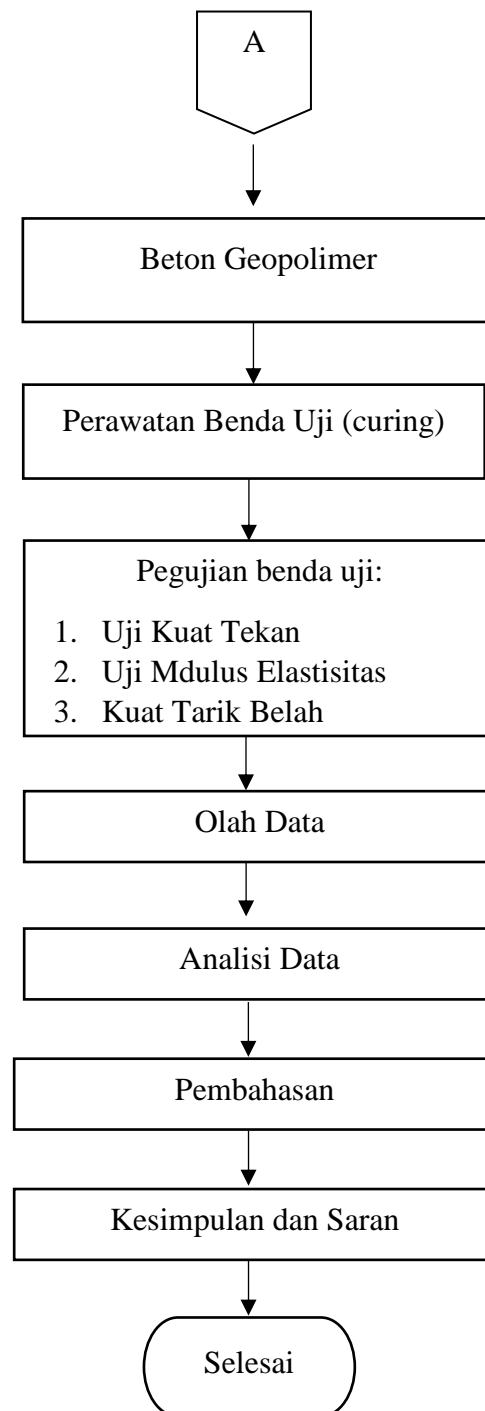 A
Beton Geopolimer
Perawatan Benda Uji (curing)
Pegujian benda uji:
1. Uji Kuat Tekan
2. Uji Mdulus Elastisitas
3. Kuat Tarik Belah
Olah Data
Analisi Data
Pembahasan
Kesimpulan dan Saran
Selesai